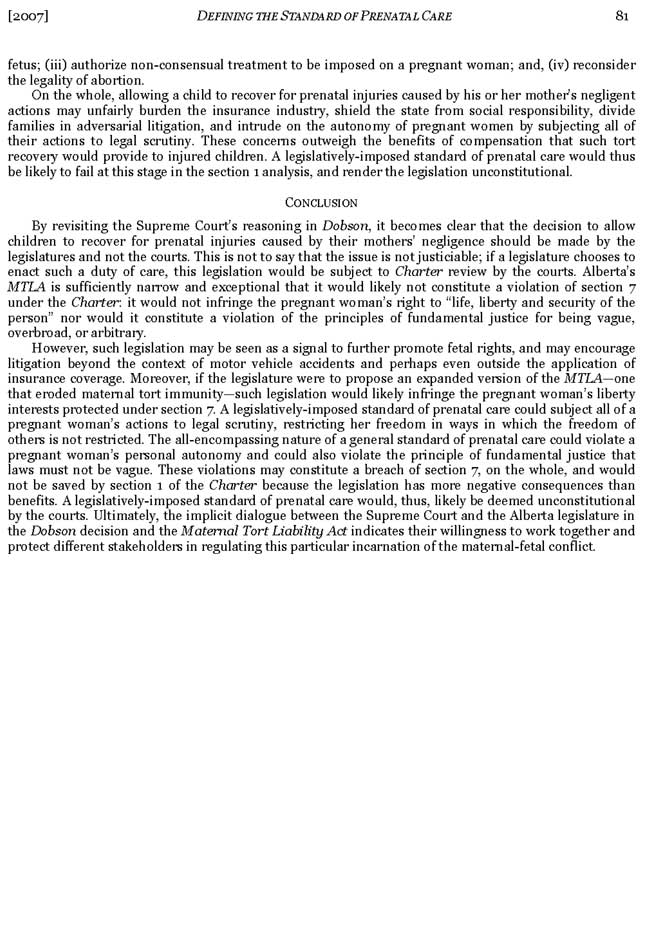 [2007] DEFINING THE STANDARD OF PRENATAL CARE 81
fetus; (iii) authorize non-consensual treatment to be imposed on a pregnant woman; and, (iv) reconsider
the legality of abortion.
On the whole, allowing a child to recover for prenatal injuries caused by his or her mother's negligent
actions may unfairly burden the insurance industry, shield the state from social responsibility, divide
families in adversarial litigation, and intrude on the autonomy of pregnant women by subjecting all of
their actions to legal scrutiny. These concerns outweigh the benefits of compensation that such tort
recovery would provide to injured children. A legislatively-imposed standard of prenatal care would thus
be likely to fail at this stage in the section 1 analysis, and render the legislation unconstitutional.
CONCLUSION
By revisiting the Supreme Court's reasoning in Dobson, it becomes clear that the decision to allow
children to recover for prenatal injuries caused by their mothers' negligence should be made by the
legislatures and not the courts. This is not to say that the issue is not justiciable; if a legislature chooses to
enact such a duty of care, this legislation would be subject to Charter review by the courts. Alberta's
MTLA is sufficiently narrow and exceptional that it would likely not constitute a violation of section 7
under the Charter: it would not infringe the pregnant woman's right to “life, liberty and security of the
person” nor would it constitute a violation of the principles of fundamental justice for being vague,
overbroad, or arbitrary.
However, such legislation may be seen as a signal to further promote fetal rights, and may encourage
litigation beyond the context of motor vehicle accidents and perhaps even outside the application of
insurance coverage. Moreover, if the legislature were to propose an expanded version of the MTLA—one
that eroded maternal tort immunity—such legislation would likely infringe the pregnant woman's liberty
interests protected under section 7. A legislatively-imposed standard of prenatal care could subject all of a
pregnant woman's actions to legal scrutiny, restricting her freedom in ways in which the freedom of
others is not restricted. The all-encompassing nature of a general standard of prenatal care could violate a
pregnant woman's personal autonomy and could also violate the principle of fundamental justice that
laws must not be vague. These violations may constitute a breach of section 7, on the whole, and would
not be saved by section 1 of the Charter because the legislation has more negative consequences than
benefits. A legislatively-imposed standard of prenatal care would, thus, likely be deemed unconstitutional
by the courts. Ultimately, the implicit dialogue between the Supreme Court and the Alberta legislature in
the Dobson decision and the Maternal Tort Liability Act indicates their willingness to work together and
protect different stakeholders in regulating this particular incarnation of the maternal-fetal conflict.